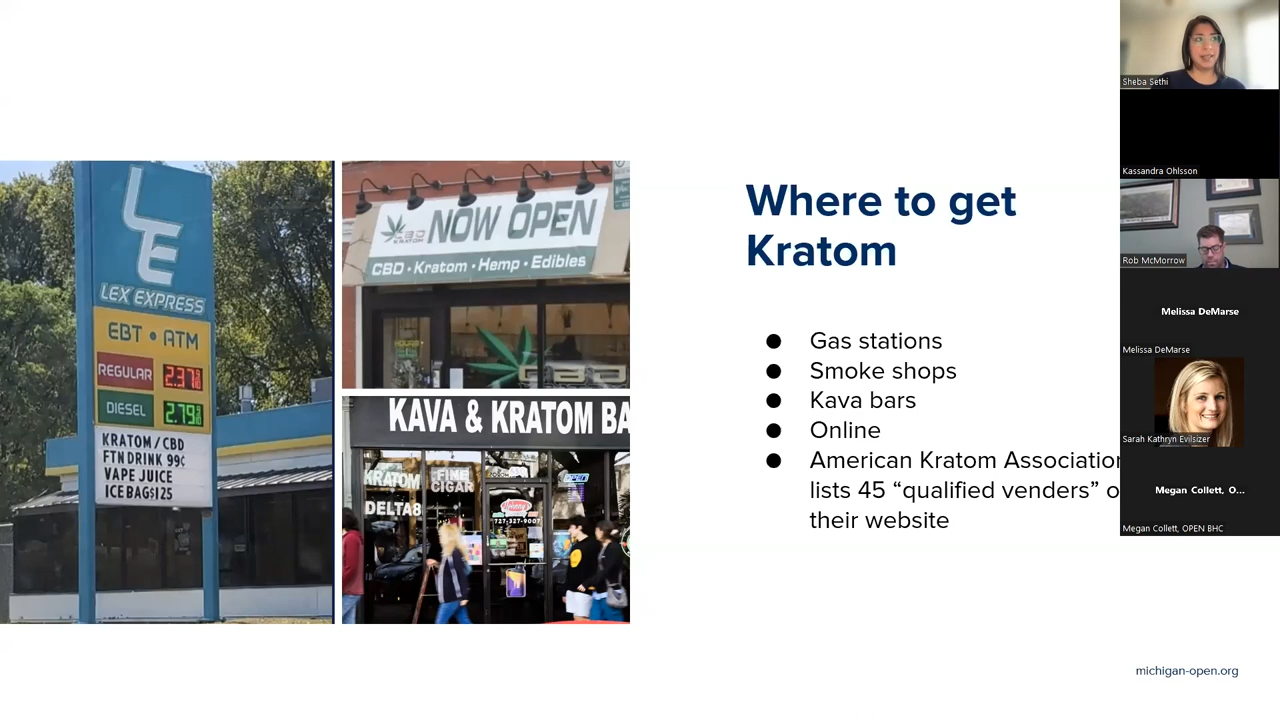 LE
LEX EXPRESS
EBT • ATM
REGULAR 2.37
DIESEL 2.79
KRATOM/CBD
FTN DRINK 99¢
VAPE JUICE
ICE BAG$1 25
NOW OPEN
CBD • Kratom • Hemp • Edibles
KAVA & KRATOM BA
KRATOM
FINE
CIGAR
OPEN
DELTA8
727-327-9007
Where to get
Kratom
● Gas stations
● Smoke shops
● Kava bars
● Online
● American Kratom Association
lists 45 “qualified venders” o
their website
michigan-open.org
Sheba Sethi
Kassandra Ohlsson
Rob McMorrow
Melissa DeMarse
Melissa DeMarse
Sarah Kathryn Evilsizer
Megan Collett, O...
Megan Collett, OPEN BHC